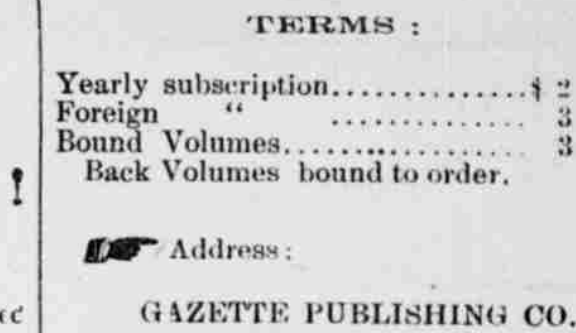 TERMS :
Yearly subscription..............$ 2
Foreign " .............. 3
Bound Volumes.................. 3
Back Volumes bound to order.
Address:
GAZETTE PUBLISHING CO.